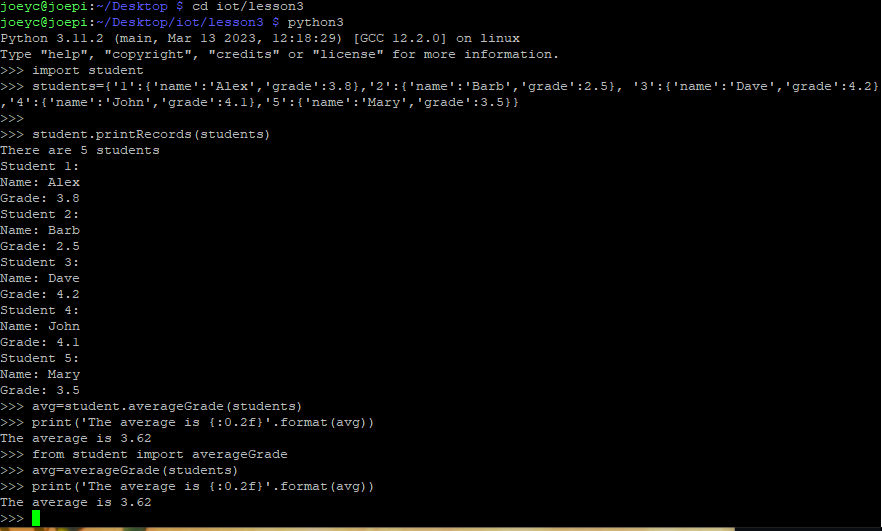 joeyc@joepi:~/Desktop $ cd iot/lesson3
joeyc@joepi:~/Desktop/iot/lesson3 $ python3
Python 3.11.2 (main, Mar 13 2023, 12:18:29) [GCC 12.2.0] on linux
Type "help", "copyright", "credits" or "license" for more information.
>>> import student
>>> students={'1':{'name':'Alex','grade':3.8},'2':{'name':'Barb','grade':2.5}, '3':{'name':'Dave','grade':4.2}
,'4':{'name':'John','grade':4.1},'5':{'name':'Mary','grade':3.5}}
>>>
>>> student.printRecords(students)
There are 5 students
Student 1:
Name: Alex
Grade: 3.8
Student 2:
Name: Barb
Grade: 2.5
Student 3:
Name: Dave
Grade: 4.2
Student 4:
Name: John
Grade: 4.1
Student 5:
Name: Mary
Grade: 3.5
>>> avg=student.averageGrade(students)
>>> print('The average is {:0.2f}'.format(avg))
The average is 3.62
>>> from student import averageGrade
>>> avg=averageGrade(students)
>>> print('The average is {:0.2f}'.format(avg))
The average is 3.62
>>>